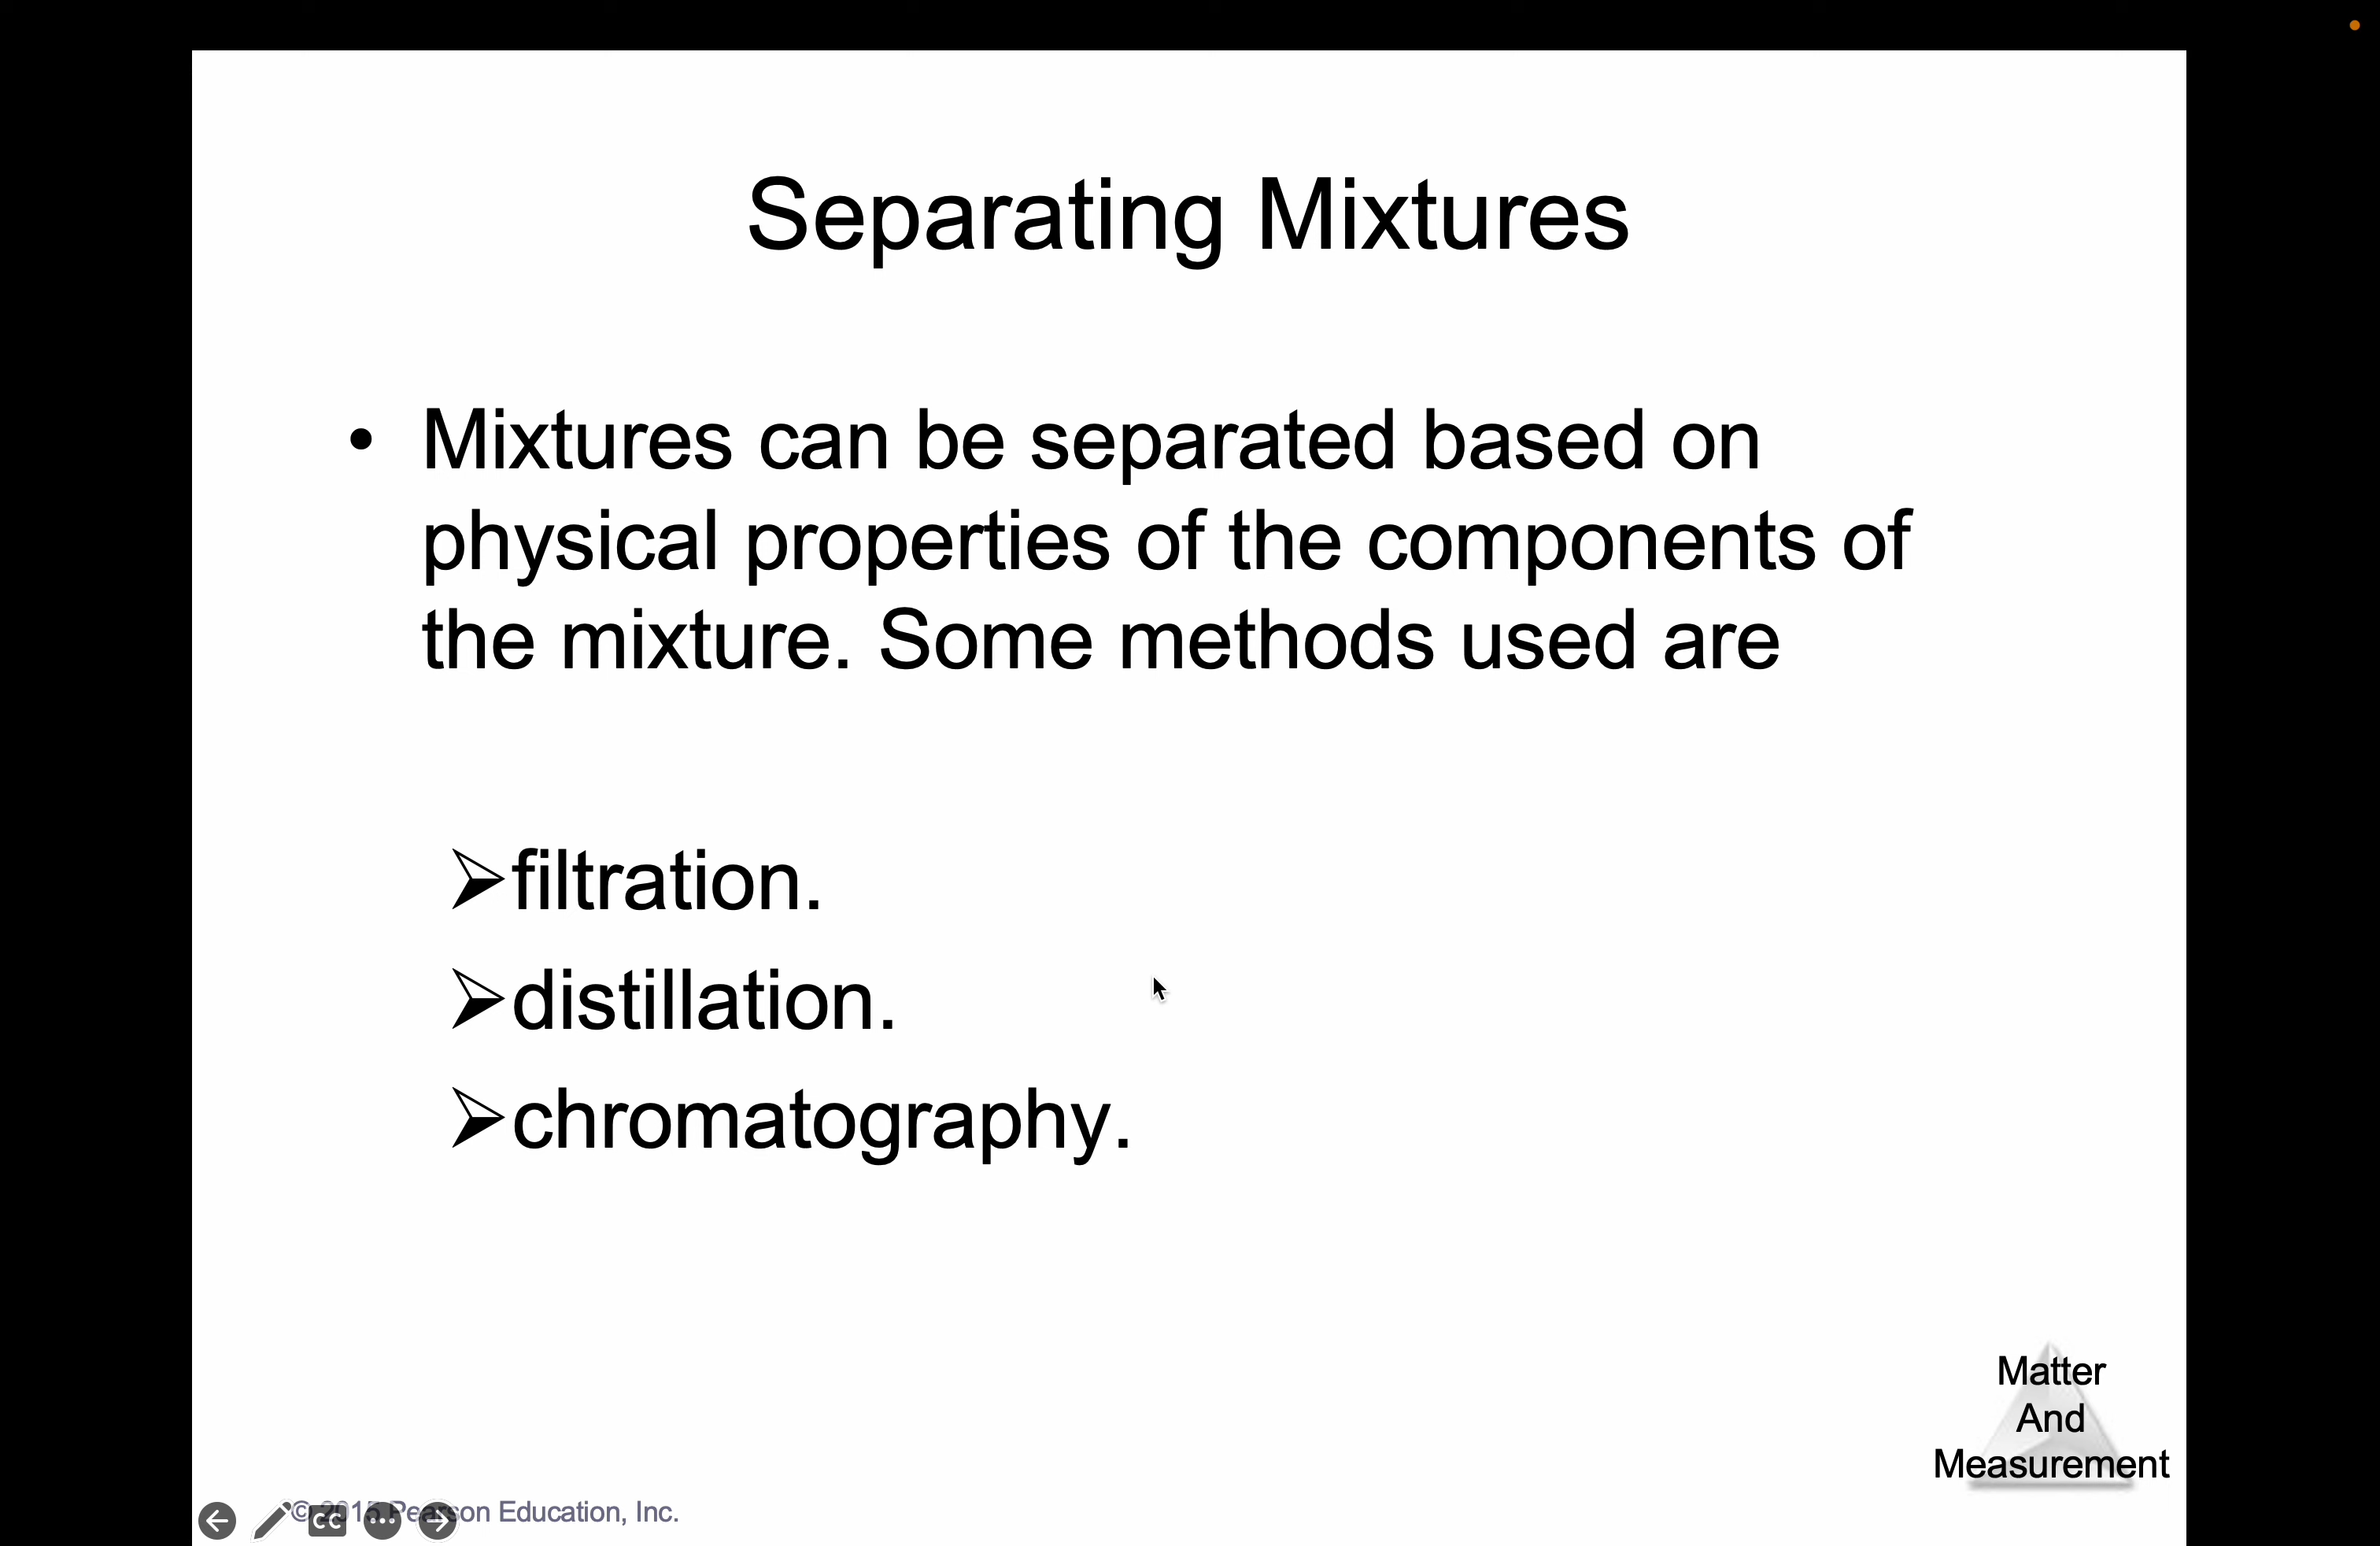 Separating Mixtures
• Mixtures can be separated based on
physical properties of the components of
the mixture. Some methods used are
➢filtration.
➢distillation.
➢chromatography.
Matter
And
Measurement
© 2015 Pearson Education, Inc.
CC